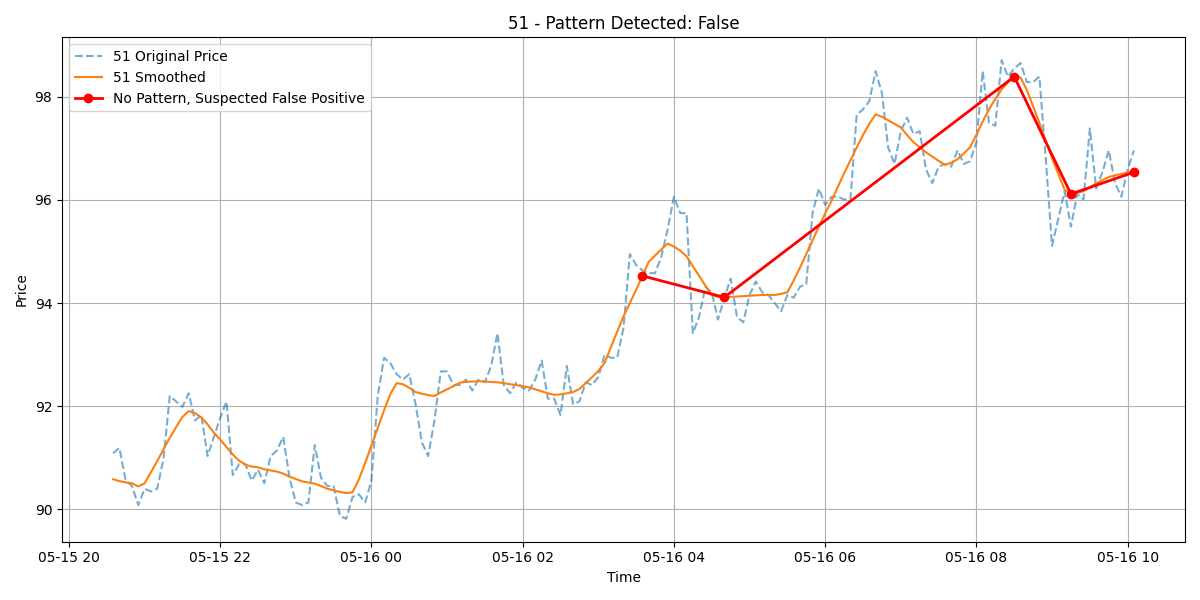 51 - Pattern Detected: False
51 Original Price
51 Smoothed
No Pattern, Suspected False Positive
Price
98
96
94
92
90
05-15 20 05-15 22 05-16 00 05-16 02 05-16 04 05-16 06 05-16 08 05-16 10
Time